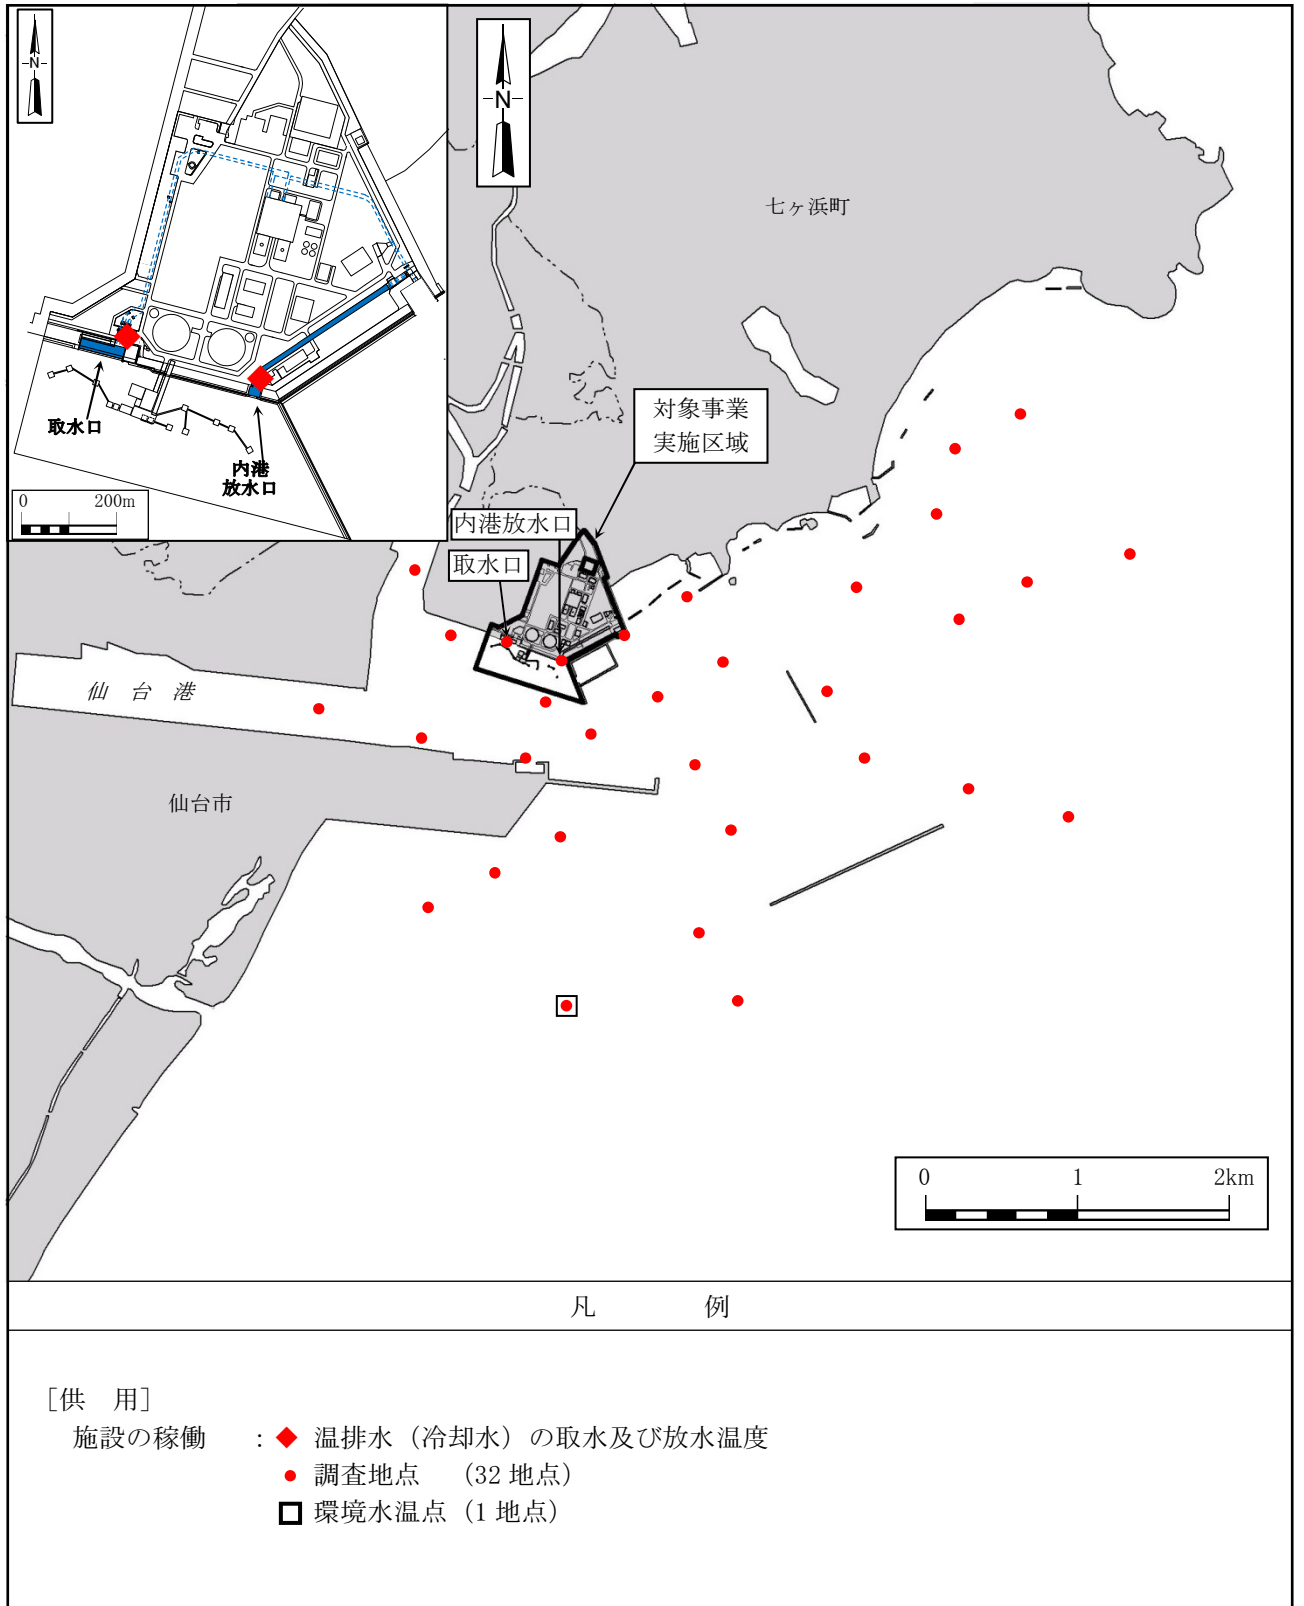 N
取水口
内港
放水口
0 200m
N
七ヶ浜町
対象事業
実施区域
内港放水口
取水口
仙 台 港
仙台市
0 1 2km
凡 例
［供 用］
施設の稼働 : ◆ 温排水（冷却水）の取水及び放水温度
● 調査地点 （32 地点）
□ 環境水温点（1 地点）